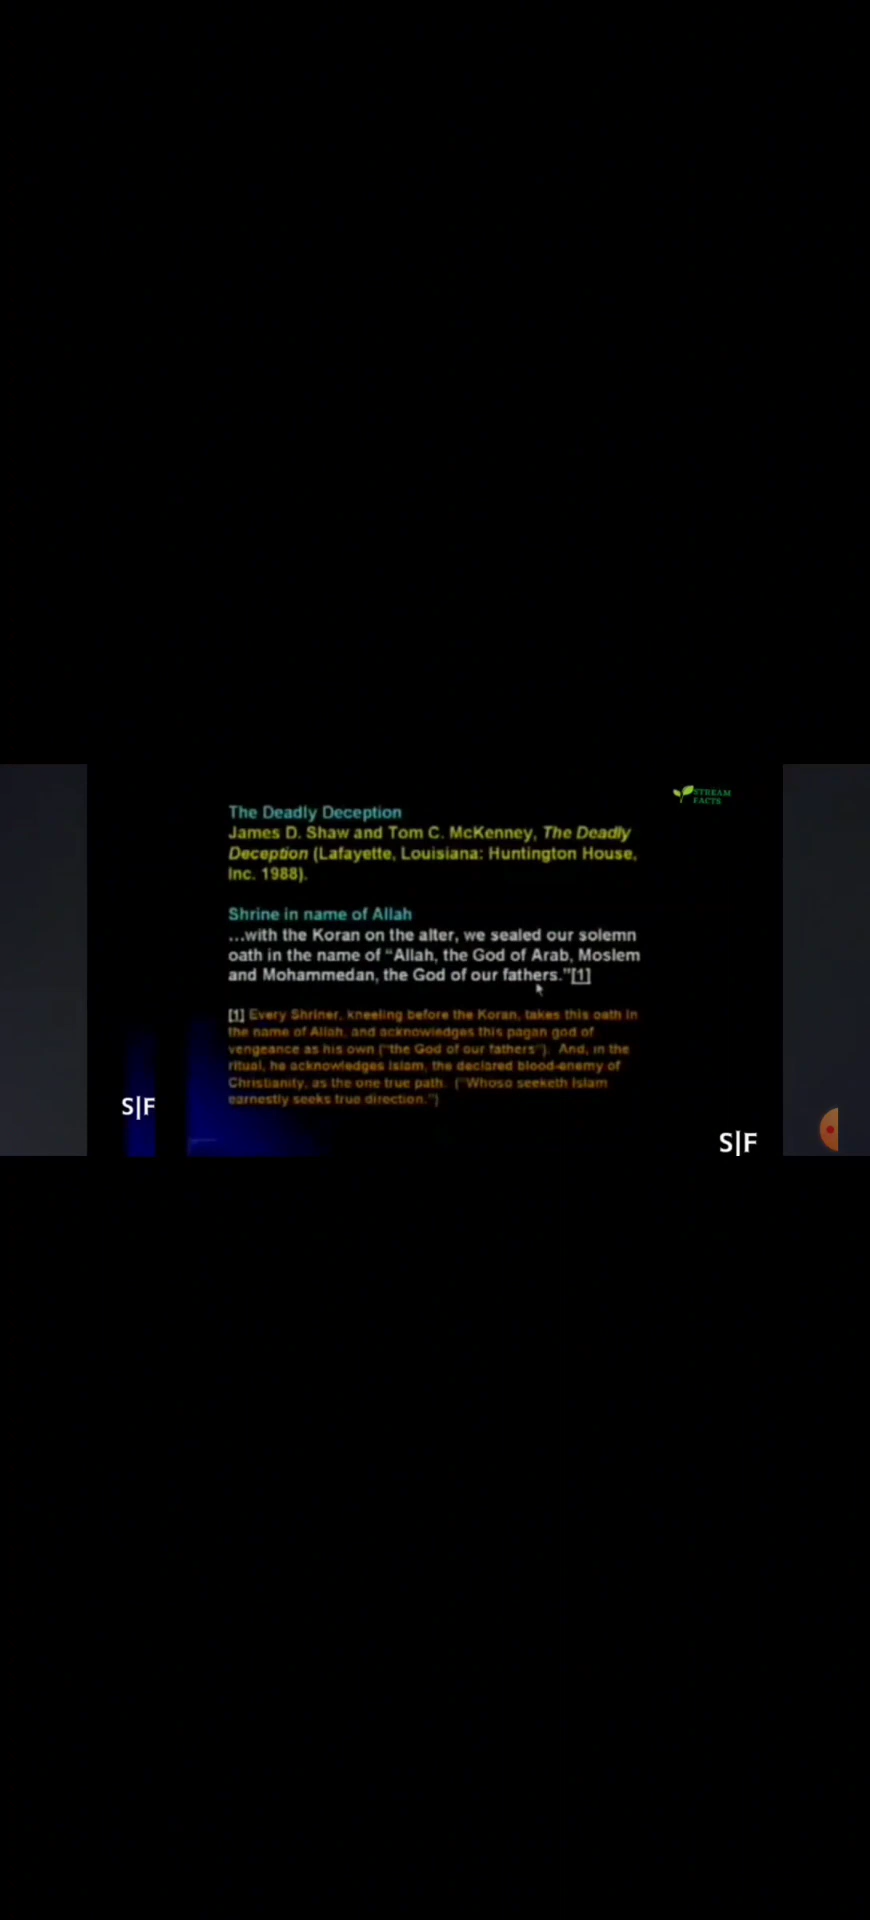 STREAM
FACTS
The Deadly Deception
James D. Shaw and Tom C. McKenney, The Deadly
Deception (Lafayette, Louisiana: Huntington House,
Inc. 1988).
Shrine in name of Allah
...with the Koran on the alter, we sealed our solemn
oath in the name of "Allah, the God of Arab, Moslem
and Mohammedan, the God of our fathers."[1]
[1] Every Shriner, kneeling before the Koran, takes this oath in
the name of Allah, and acknowledges this pagan god of
vengeance as his own ("the God of our fathers"). And, in the
ritual, he acknowledges Islam, the declared blood-enemy of
Christianity, as the one true path. ("Whoso seeketh Islam
earnestly seeks true direction.")
S|F
S|F